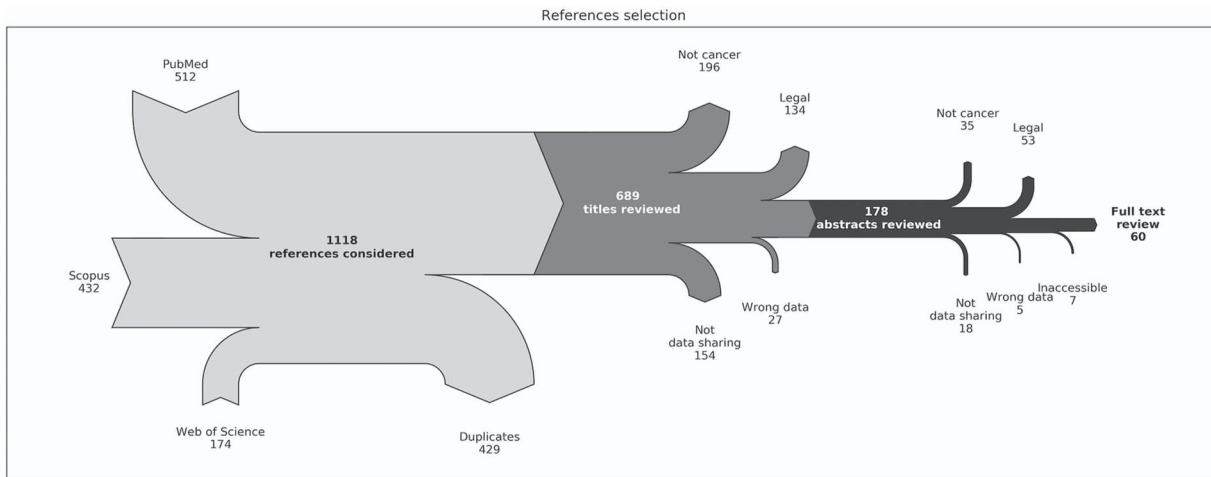 References selection
PubMed
512
Scopus
432
Web of Science
174
1118
references considered
Duplicates
429
689
titles reviewed
Not cancer
196
Legal
134
Not
data sharing
154
Wrong data
27
178
abstracts reviewed
Not cancer
35
Legal
53
Not
data sharing
18
Wrong data
5
Inaccessible
7
Full text
review
60